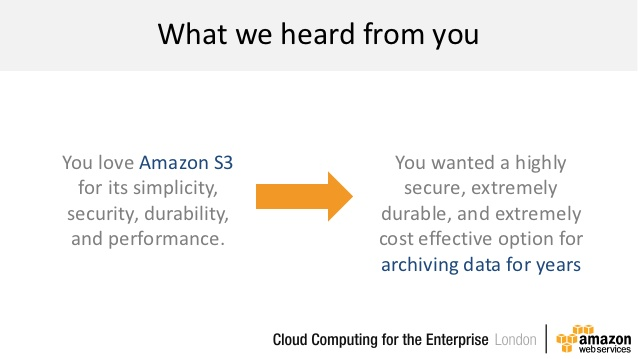 What we heard from you
You love Amazon S3
for its simplicity,
security, durability,
and performance.
You wanted a highly
secure, extremely
durable, and extremely
cost effective option for
archiving data for years
Cloud Computing for the Enterprise London
amazon
webservices